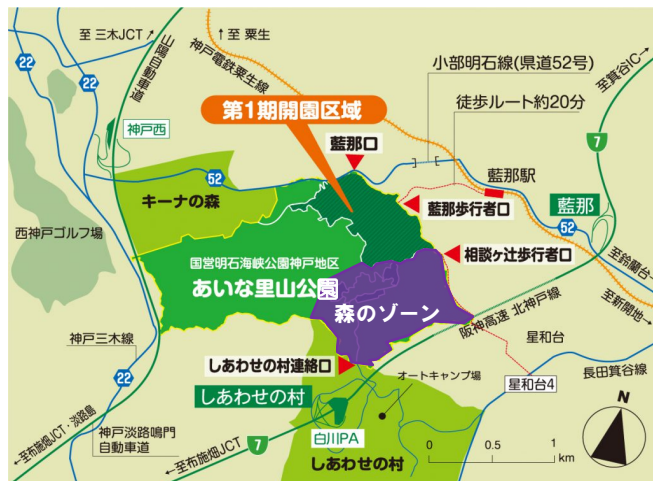 至 三木JCT
↑至 粟生
22
22
山陽自動車道
神戸電鉄粟生線
小部明石線(県道52号)
至箕谷IC→
第1期開園区域
徒歩ルート約20分
神戸西
7
藍那口
藍那駅
キーナの森
52
藍那
藍那歩行者口
52
西神戸ゴルフ場
国営明石海峡公園神戸地区
あいな里山公園
相談ヶ辻歩行者口
至鈴蘭台→
森のゾーン
阪神高速 北神戸線
至新開地→
神戸三木線
しあわせの村連絡口
星和台
22
オートキャンプ場
長田箕谷線
しあわせの村
星和台4
N
神戸淡路鳴門
自動車道
白川PA
←至布施畑JCT・淡路島
7
←至布施畑JCT
しあわせの村
0 0.5 1
km